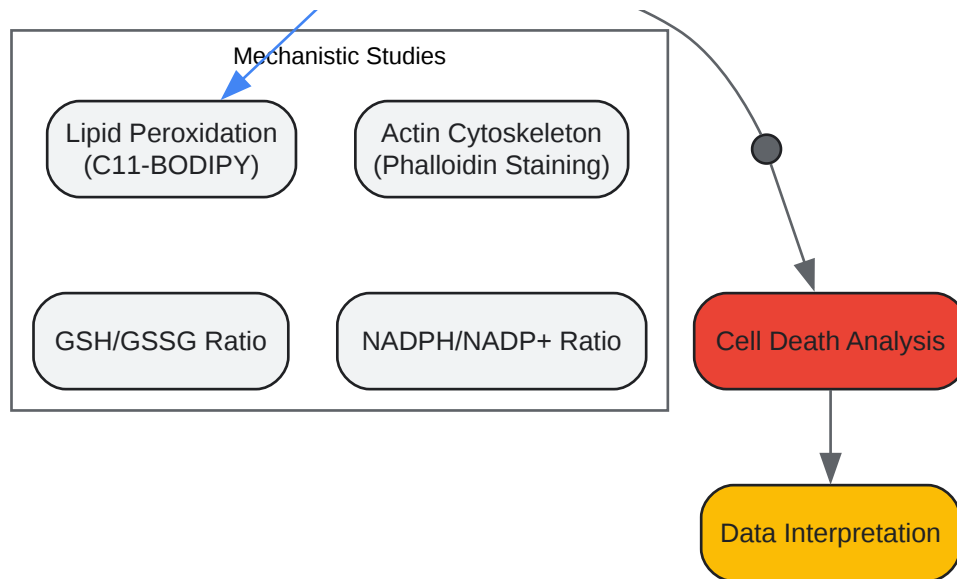 Mechanistic Studies
Lipid Peroxidation
(C11-BODIPY)
Actin Cytoskeleton
(Phalloidin Staining)
GSH/GSSG Ratio
NADPH/NADP+ Ratio
Cell Death Analysis
Data Interpretation